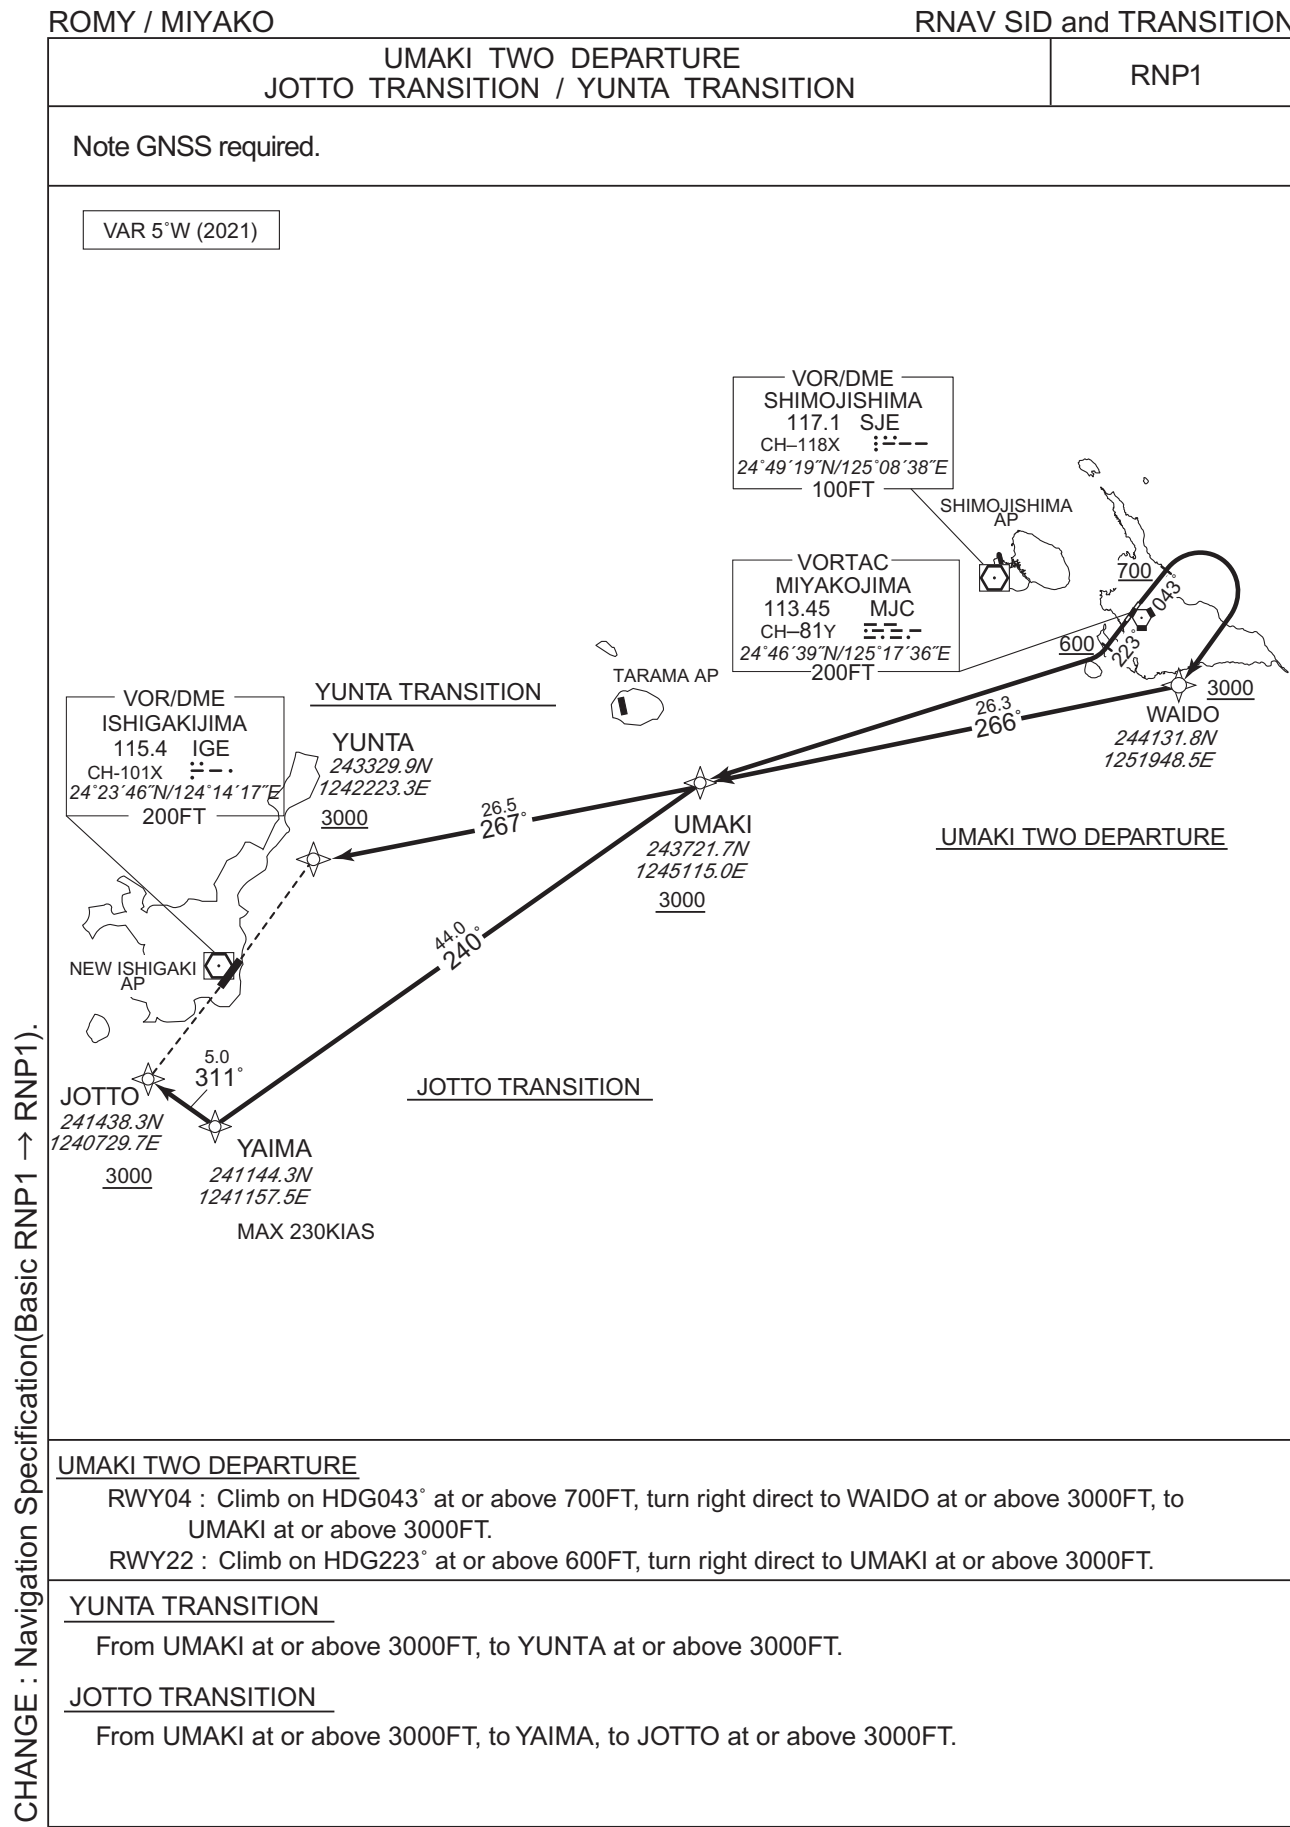 ROMY / MIYAKO
RNAV SID and TRANSITION
UMAKI TWO DEPARTURE
JOTTO TRANSITION / YUNTA TRANSITION
RNP1
Note GNSS required.
VAR 5°W (2021)
VOR/DME
SHIMOJISHIMA
117.1 SJE
CH–118X
24°49´19˝N/125°08´38˝E
100FT
SHIMOJISHIMA
AP
VORTAC
MIYAKOJIMA
113.45 MJC
CH–81Y
24°46´39˝N/125°17´36˝E
200FT
700
043°
600
223°
TARAMA AP
3000
WAIDO
244131.8N
1251948.5E
26.3
266°
VOR/DME
ISHIGAKIJIMA
115.4 IGE
CH-101X
24°23´46˝N/124°14´17˝E
200FT
YUNTA TRANSITION
YUNTA
243329.9N
1242223.3E
3000
26.5
267°
UMAKI
243721.7N
1245115.0E
3000
UMAKI TWO DEPARTURE
44.0
240°
NEW ISHIGAKI
AP
5.0
311°
JOTTO TRANSITION
JOTTO
241438.3N
1240729.7E
3000
YAIMA
241144.3N
1241157.5E
MAX 230KIAS
UMAKI TWO DEPARTURE
RWY04 : Climb on HDG043° at or above 700FT, turn right direct to WAIDO at or above 3000FT, to
UMAKI at or above 3000FT.
RWY22 : Climb on HDG223° at or above 600FT, turn right direct to UMAKI at or above 3000FT.
YUNTA TRANSITION
From UMAKI at or above 3000FT, to YUNTA at or above 3000FT.
JOTTO TRANSITION
From UMAKI at or above 3000FT, to YAIMA, to JOTTO at or above 3000FT.
CHANGE : Navigation Specification(Basic RNP1 → RNP1).